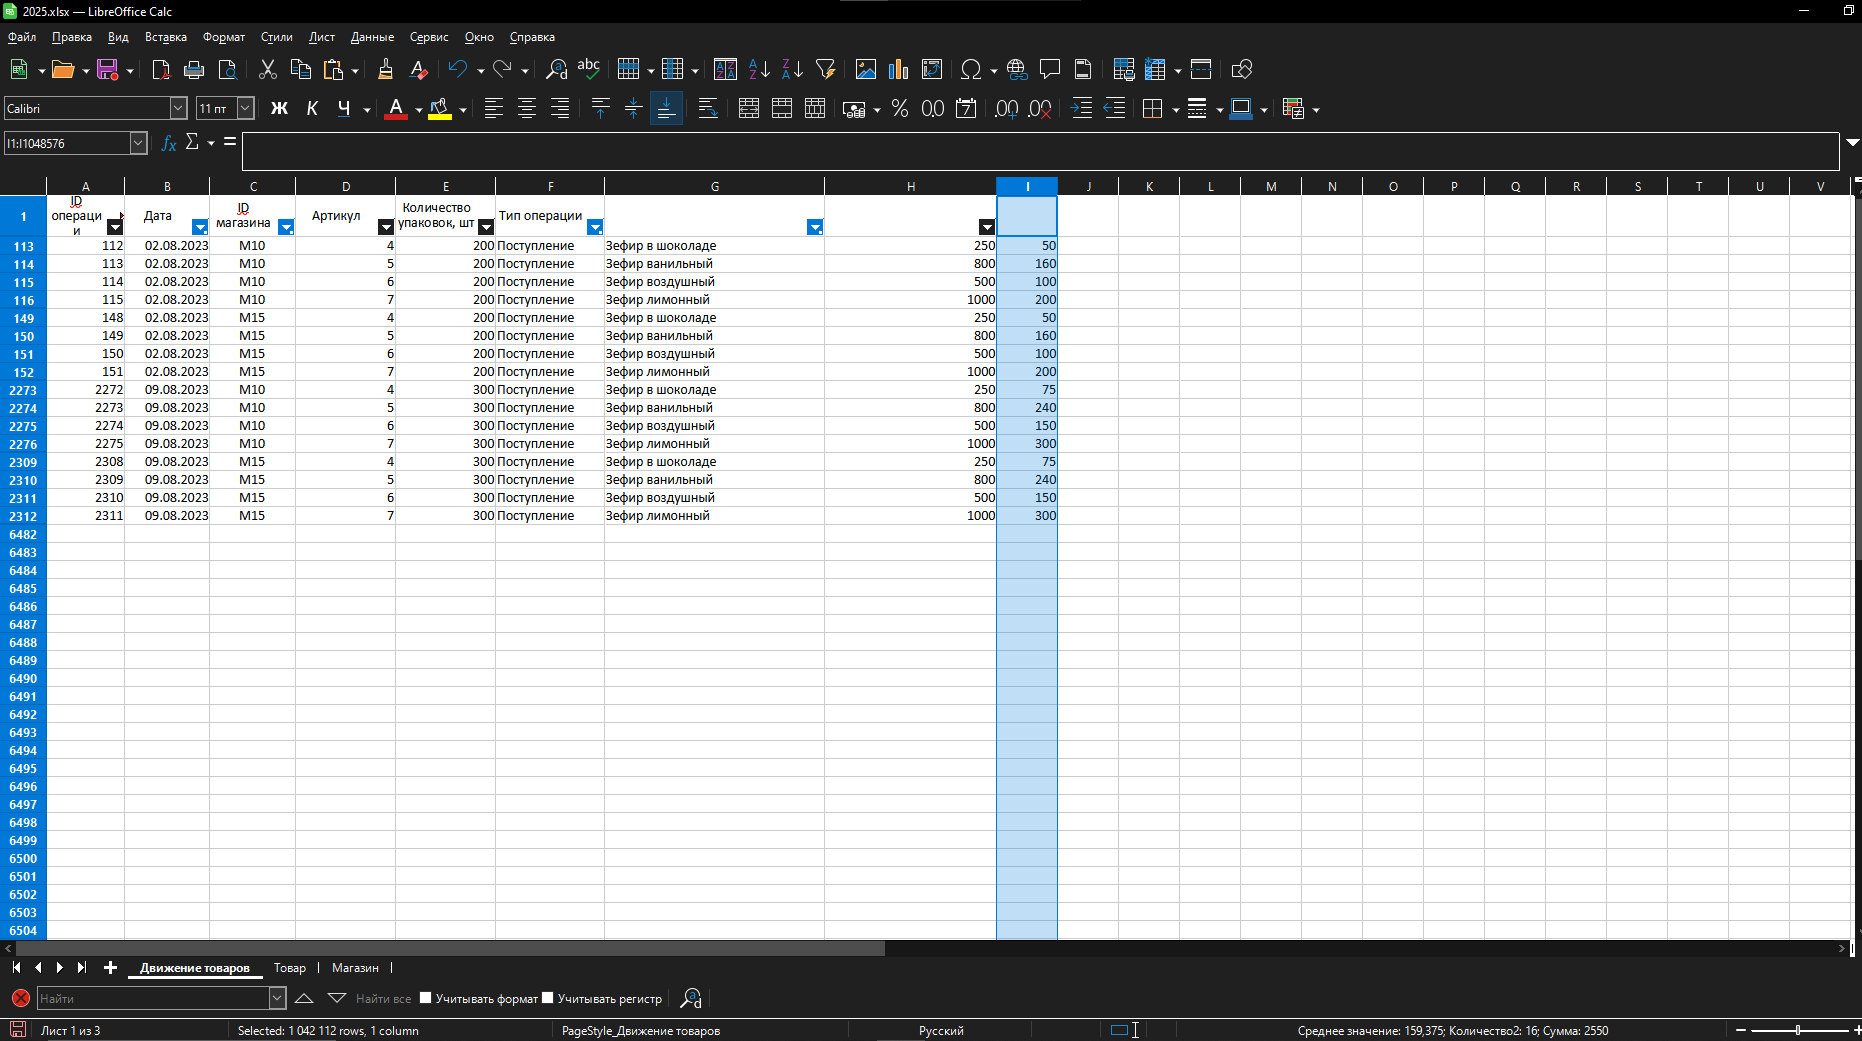 2025.xlsx — LibreOffice Calc
Файл Правка Вид Вставка Формат Стили Лист Данные Сервис Окно Справка
Calibri 11 пт Ж К Ч
I1:I1048576
A B C D E F G H I J K L M N O P Q R S T U V
1 ID операции Дата ID магазина Артикул Количество упаковок, шт Тип операции
113 112 02.08.2023 M10 4 200 Поступление Зефир в шоколаде 250 50
114 113 02.08.2023 M10 5 200 Поступление Зефир ванильный 800 160
115 114 02.08.2023 M10 6 200 Поступление Зефир воздушный 500 100
116 115 02.08.2023 M10 7 200 Поступление Зефир лимонный 1000 200
149 148 02.08.2023 M15 4 200 Поступление Зефир в шоколаде 250 50
150 149 02.08.2023 M15 5 200 Поступление Зефир ванильный 800 160
151 150 02.08.2023 M15 6 200 Поступление Зефир воздушный 500 100
152 151 02.08.2023 M15 7 200 Поступление Зефир лимонный 1000 200
2273 2272 09.08.2023 M10 4 300 Поступление Зефир в шоколаде 250 75
2274 2273 09.08.2023 M10 5 300 Поступление Зефир ванильный 800 240
2275 2274 09.08.2023 M10 6 300 Поступление Зефир воздушный 500 150
2276 2275 09.08.2023 M10 7 300 Поступление Зефир лимонный 1000 300
2309 2308 09.08.2023 M15 4 300 Поступление Зефир в шоколаде 250 75
2310 2309 09.08.2023 M15 5 300 Поступление Зефир ванильный 800 240
2311 2310 09.08.2023 M15 6 300 Поступление Зефир воздушный 500 150
2312 2311 09.08.2023 M15 7 300 Поступление Зефир лимонный 1000 300
6482
6483
6484
6485
6486
6487
6488
6489
6490
6491
6492
6493
6494
6495
6496
6497
6498
6499
6500
6501
6502
6503
6504
Движение товаров Товар Магазин
Найти Найти все Учитывать формат Учитывать регистр
Лист 1 из 3 Selected: 1 042 112 rows, 1 column PageStyle_Движение товаров Русский Среднее значение: 159,375; Количество2: 16; Сумма: 2550